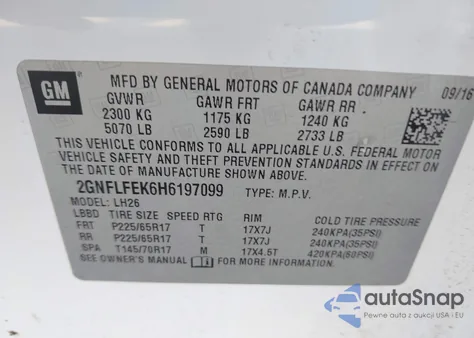 GM
MFD BY GENERAL MOTORS OF CANADA COMPANY 09/16
GVWR GAWR FRT GAWR RR
2300 KG 1175 KG 1240 KG
5070 LB 2590 LB 2733 LB
THIS VEHICLE CONFORMS TO ALL APPLICABLE U.S. FEDERAL MOTOR
VEHICLE SAFETY AND THEFT PREVENTION STANDARDS IN EFFECT ON
THE DATE OF MANUFACTURE SHOWN ABOVE.
2GNFLFEK6H6197099 TYPE: M.P.V.
MODEL: LH26
LBBD TIRE SIZE SPEED RTG RIM COLD TIRE PRESSURE
FRT P225/65R17 T 17X7J 240KPA(35PSI)
RR P225/65R17 T 17X7J 240KPA(35PSI)
SPA T145/70R17 M 17X4.5T 420KPA(60PSI)
SEE OWNER'S MANUAL FOR MORE INFORMATION.
autoSnap
Pewne auta z aukcji w USA i EU